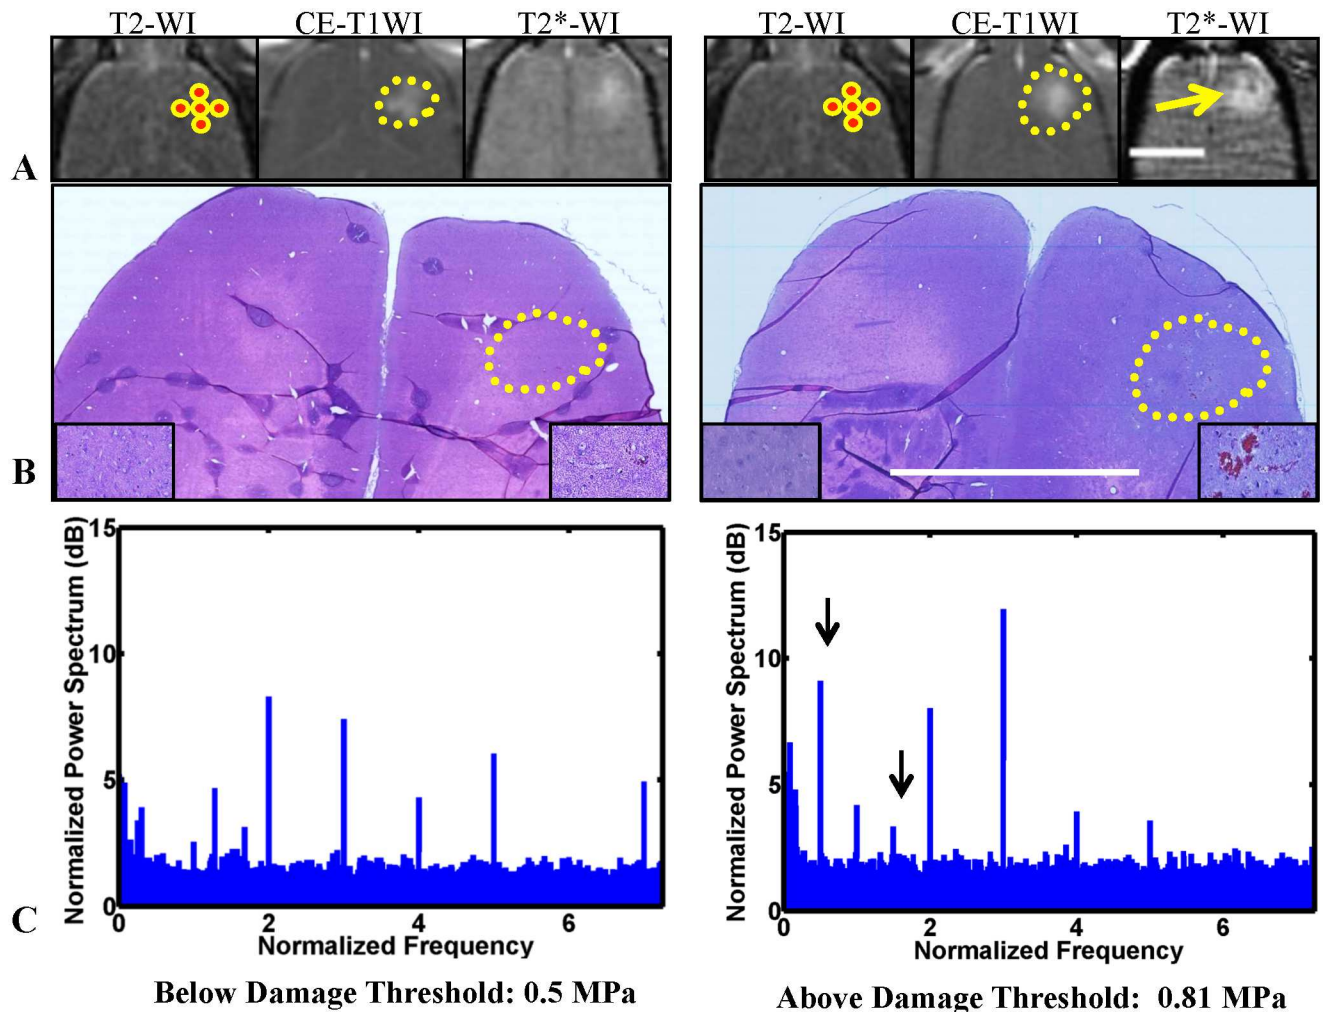 T2-WI CE-T1WI T2*-WI T2-WI CE-T1WI T2*-WI
A
B
15 15
10 10
5 5
0 0
Normalized Power Spectrum (dB) Normalized Power Spectrum (dB)
C
0 2 4 6 0 2 4 6
Normalized Frequency Normalized Frequency
Below Damage Threshold: 0.5 MPa Above Damage Threshold: 0.81 MPa